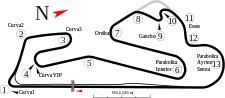 N
Curva2
2
3
Curva3
Orelha
7
8
9
Gancho
10
11
Esses
12
Parabolica
Ayrton
Senna
13
Parabolica
Interior
6
5
4
Curva VIP
1
Curva1